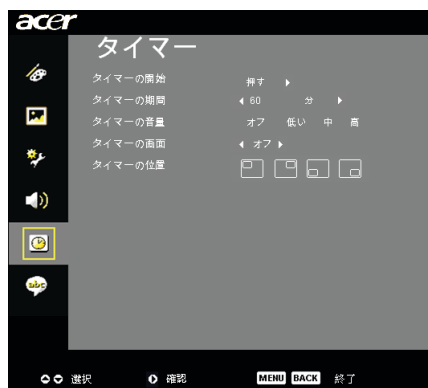 acer
タイマー
タイマーの開始 押す
タイマーの期間 60 分
タイマーの音量 オフ 低い 中 高
タイマーの画面 オフ
タイマーの位置
abc
選択 確認 MENU BACK 終了